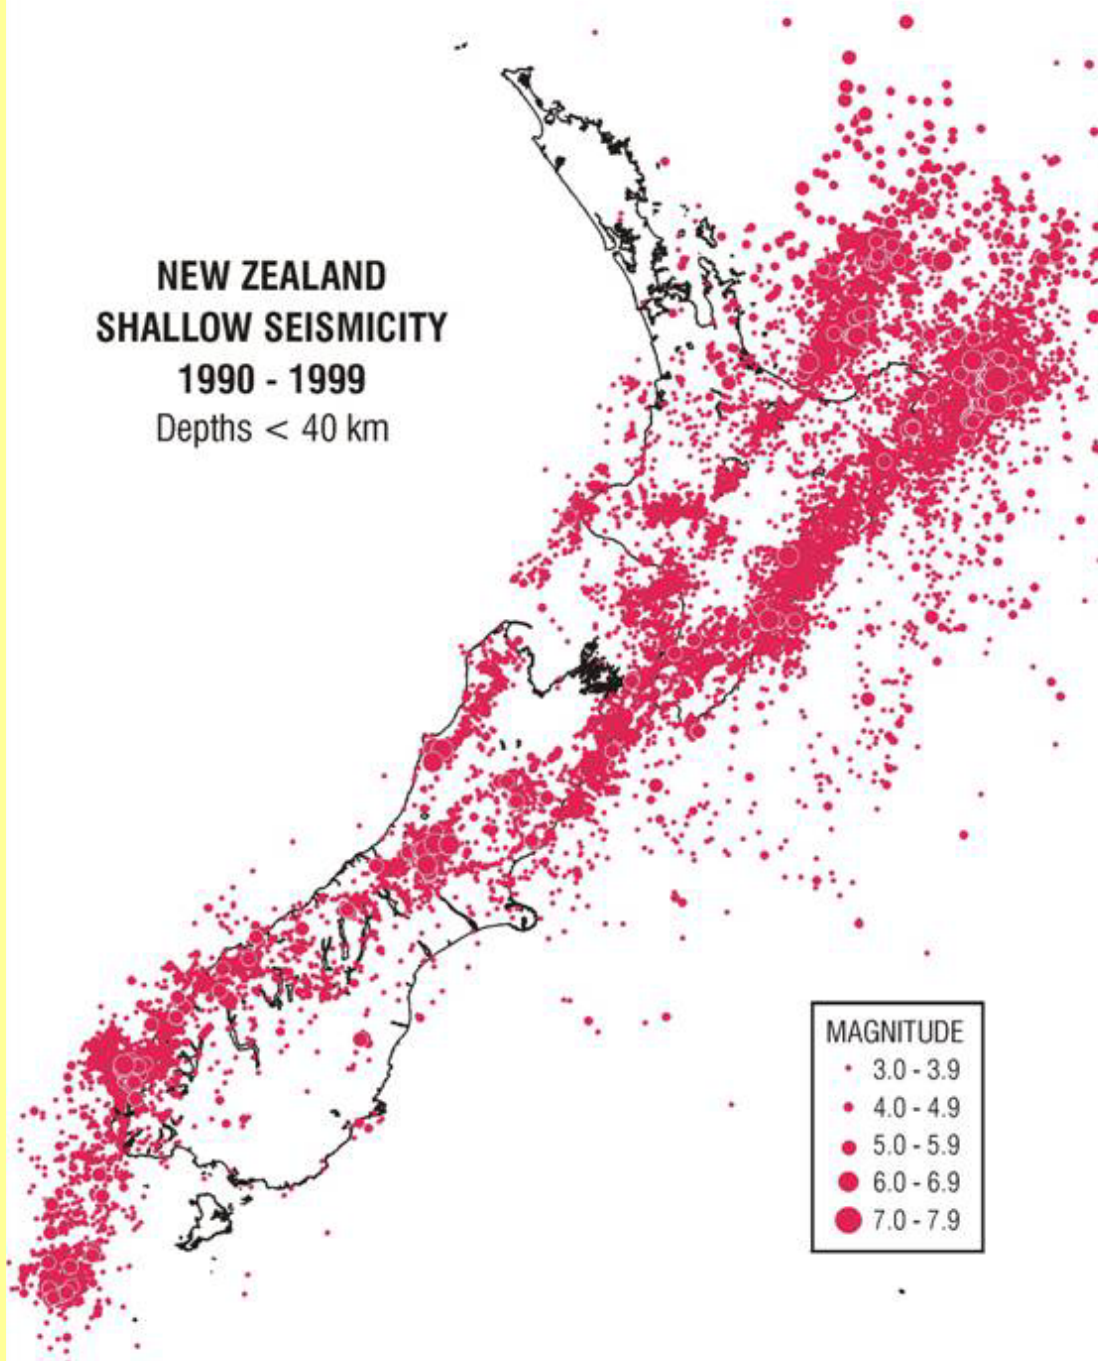 NEW ZEALAND
SHALLOW SEISMICITY
1990 - 1999
Depths < 40 km
MAGNITUDE
3.0 - 3.9
4.0 - 4.9
5.0 - 5.9
6.0 - 6.9
7.0 - 7.9